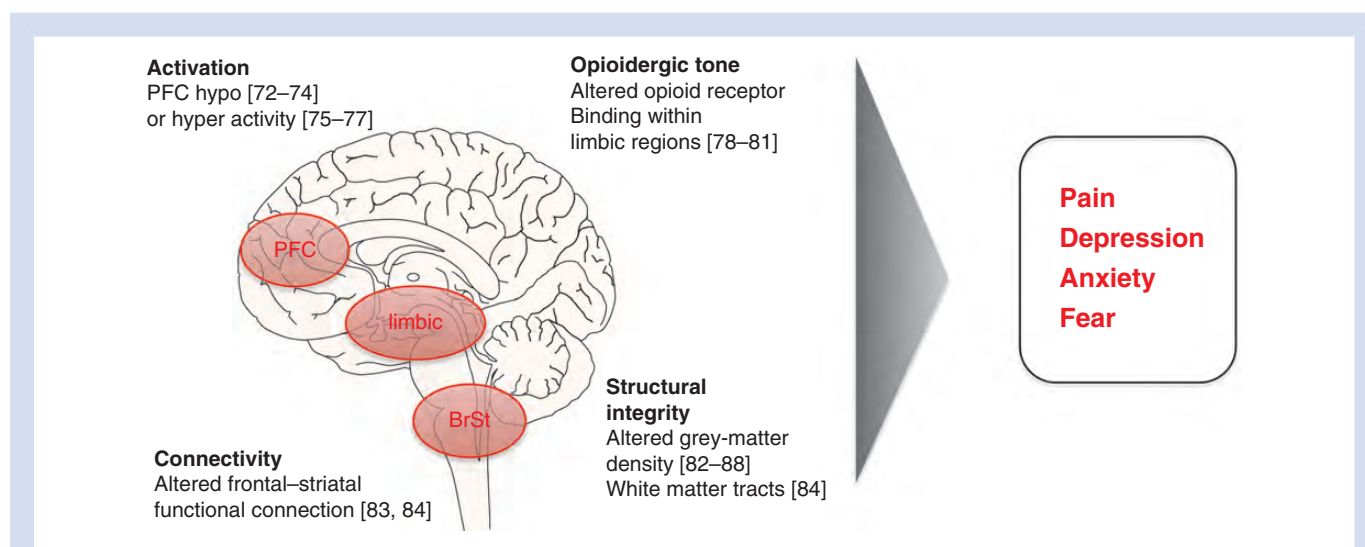 Activation
PFC hypo [72–74]
or hyper activity [75–77]
Opioidergic tone
Altered opioid receptor
Binding within
limbic regions [78–81]
PFC
limbic
BrSt
Connectivity
Altered frontal–striatal
functional connection [83, 84]
Structural
integrity
Altered grey-matter
density [82–88]
White matter tracts [84]
Pain
Depression
Anxiety
Fear